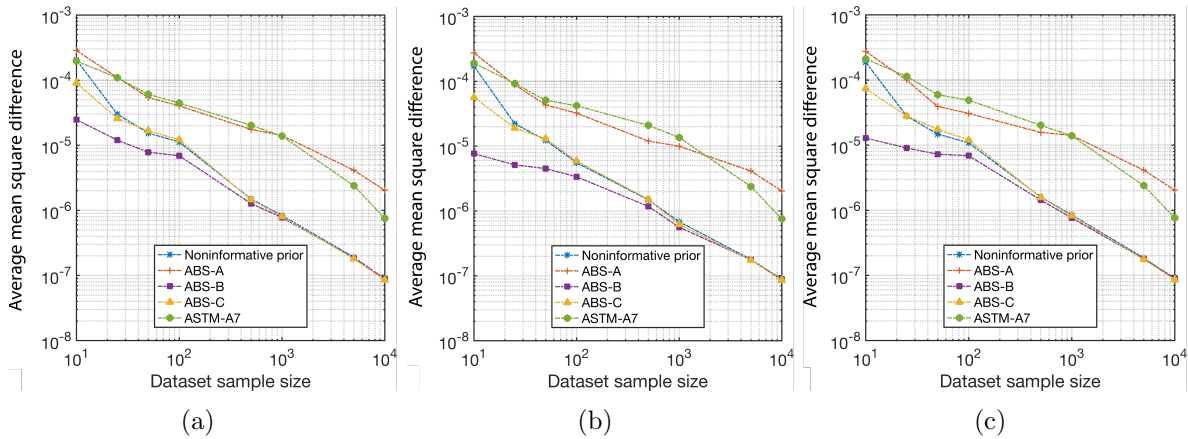 10^-3
10^-4
10^-5
10^-6
10^-7
10^-8
Average mean square difference
Noninformative prior
ABS-A
ABS-B
ABS-C
ASTM-A7
10^1 10^2 10^3 10^4
Dataset sample size
(a)
10^-3
10^-4
10^-5
10^-6
10^-7
10^-8
Average mean square difference
Noninformative prior
ABS-A
ABS-B
ABS-C
ASTM-A7
10^1 10^2 10^3 10^4
Dataset sample size
(b)
10^-3
10^-4
10^-5
10^-6
10^-7
10^-8
Average mean square difference
Noninformative prior
ABS-A
ABS-B
ABS-C
ASTM-A7
10^1 10^2 10^3 10^4
Dataset sample size
(c)